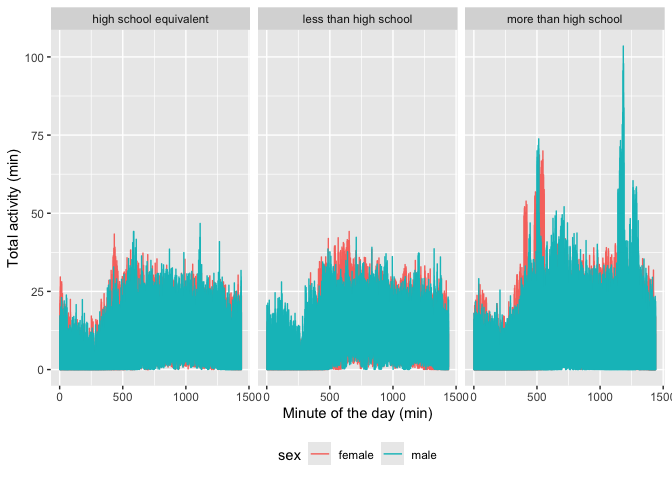 high school equivalent less than high school more than high school
100
75
50
25
0
Total activity (min)
0 500 1000 1500 0 500 1000 1500 0 500 1000 1500
Minute of the day (min)
sex female male